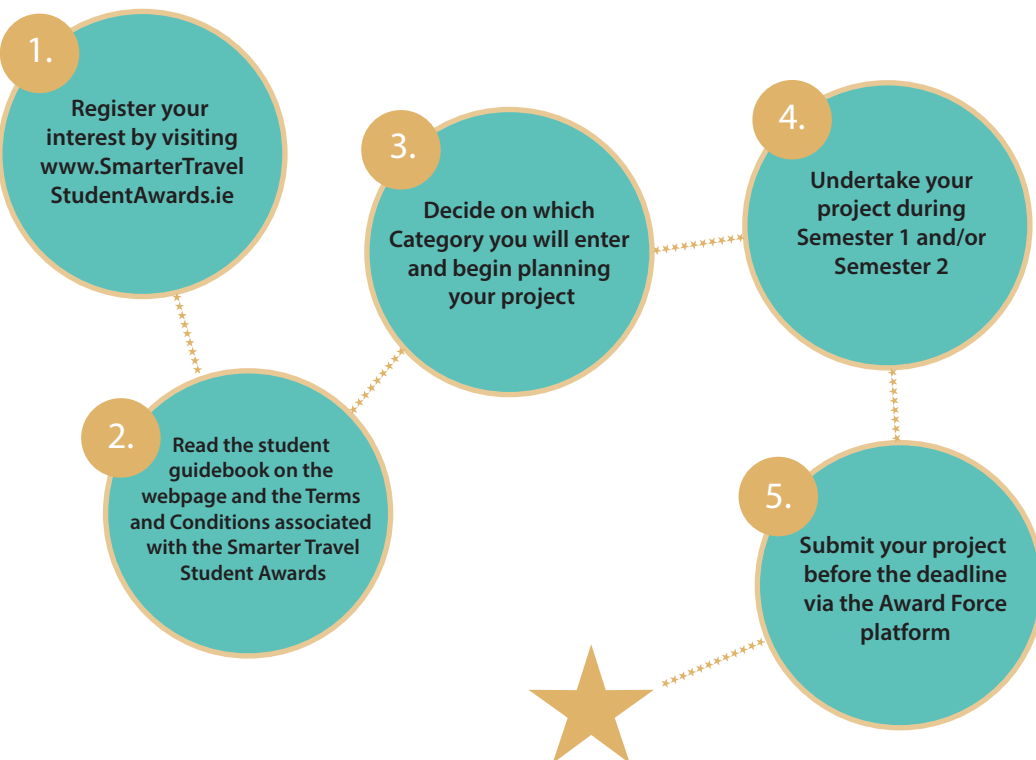 1.
Register your
interest by visiting
www.SmarterTravel
StudentAwards.ie
2.
Read the student
guidebook on the
webpage and the Terms
and Conditions associated
with the Smarter Travel
Student Awards
3.
Decide on which
Category you will enter
and begin planning
your project
4.
Undertake your
project during
Semester 1 and/or
Semester 2
5.
Submit your project
before the deadline
via the Award Force
platform